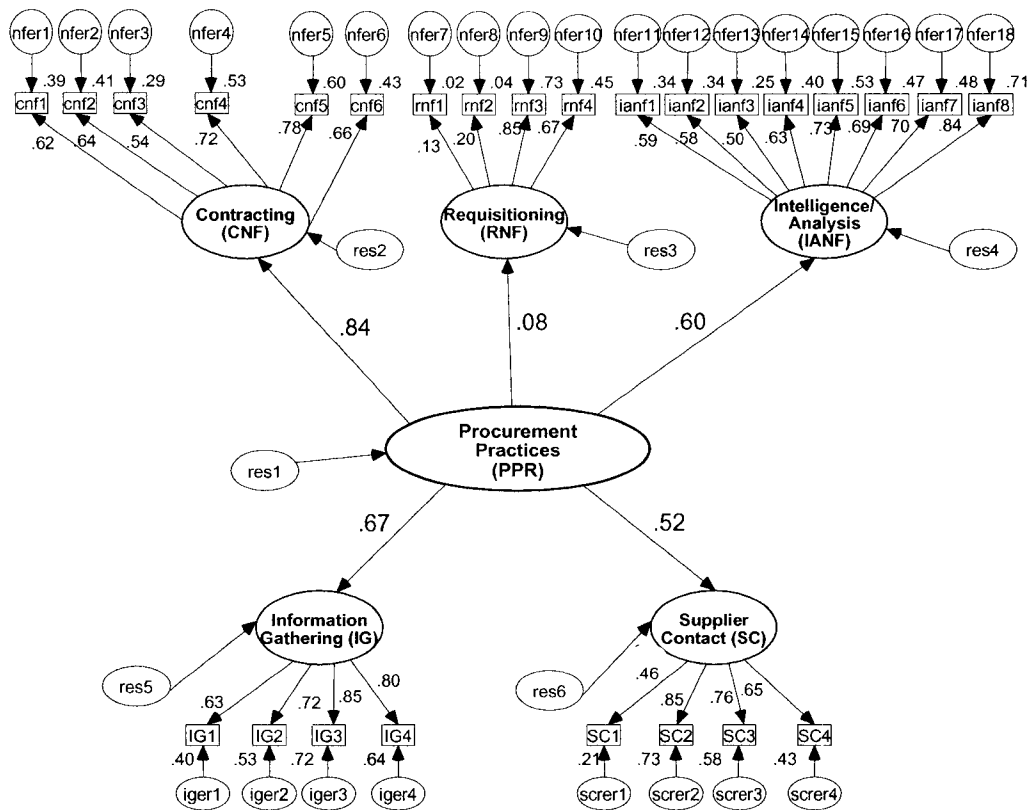 nfer1 nfer2 nfer3 nfer4 nfer5 nfer6 nfer7 nfer8 nfer9 nfer10 nfer11 nfer12 nfer13 nfer14 nfer15 nfer16 nfer17 nfer18
.39 .41 .29 .53 .60 .43 .02 .04 .73 .45 .34 .34 .25 .40 .53 .47 .48 .71
cnf1 cnf2 cnf3 cnf4 cnf5 cnf6 rnf1 rnf2 rnf3 rnf4 ianf1 ianf2 ianf3 ianf4 ianf5 ianf6 ianf7 ianf8
.62 .64 .54 .72 .78 .66 .13 .20 .85 .67 .59 .58 .50 .63 .73 .69 .70 .84
Contracting
(CNF)
Requisitioning
(RNF)
Intelligence/
Analysis
(IANF)
res2 res3 res4
.84 .08 .60
Procurement
Practices
(PPR)
res1
.67 .52
Information
Gathering (IG)
Supplier
Contact (SC)
res5 res6
.63 .72 .85 .80 .46 .85 .76 .65
IG1 IG2 IG3 IG4 SC1 SC2 SC3 SC4
.40 .53 .72 .64 .21 .73 .58 .43
iger1 iger2 iger3 iger4 screr1 screr2 screr3 screr4